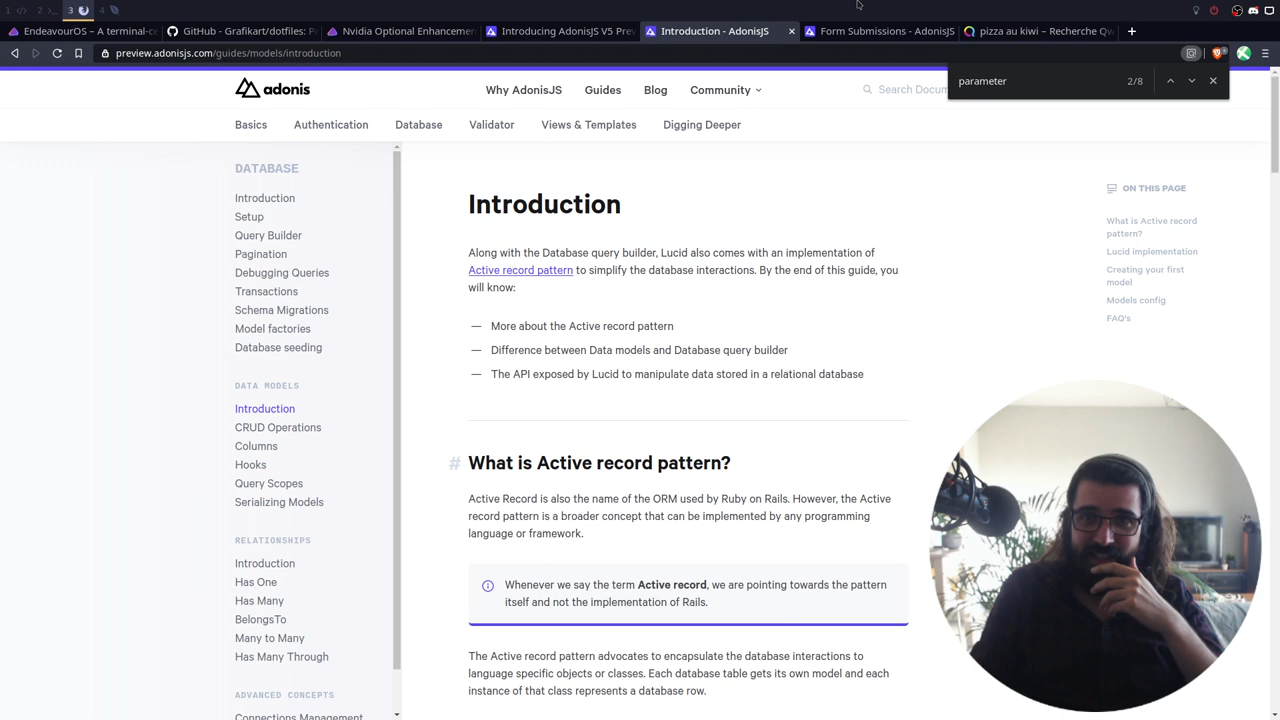 1
2
3
4
EndeavourOS – A terminal-ce
GitHub - Grafikart/dotfiles: P
Nvidia Optional Enhancemen
Introducing AdonisJS V5 Prev
Introduction - AdonisJS
Form Submissions - AdonisJS
pizza au kiwi – Recherche Qw
preview.adonisjs.com/guides/models/introduction
parameter
2/8
adonis
Why AdonisJS
Guides
Blog
Community
Search Docum
Basics
Authentication
Database
Validator
Views & Templates
Digging Deeper
DATABASE
Introduction
Setup
Query Builder
Pagination
Debugging Queries
Transactions
Schema Migrations
Model factories
Database seeding
DATA MODELS
Introduction
CRUD Operations
Columns
Hooks
Query Scopes
Serializing Models
RELATIONSHIPS
Introduction
Has One
Has Many
BelongsTo
Many to Many
Has Many Through
ADVANCED CONCEPTS
Connections Management
Introduction
Along with the Database query builder, Lucid also comes with an implementation of
Active record pattern to simplify the database interactions. By the end of this guide, you
will know:
— More about the Active record pattern
— Difference between Data models and Database query builder
— The API exposed by Lucid to manipulate data stored in a relational database
# What is Active record pattern?
Active Record is also the name of the ORM used by Ruby on Rails. However, the Active
record pattern is a broader concept that can be implemented by any programming
language or framework.
Whenever we say the term Active record, we are pointing towards the pattern
itself and not the implementation of Rails.
The Active record pattern advocates to encapsulate the database interactions to
language specific objects or classes. Each database table gets its own model and each
instance of that class represents a database row.
ON THIS PAGE
What is Active record
pattern?
Lucid implementation
Creating your first
model
Models config
FAQ's